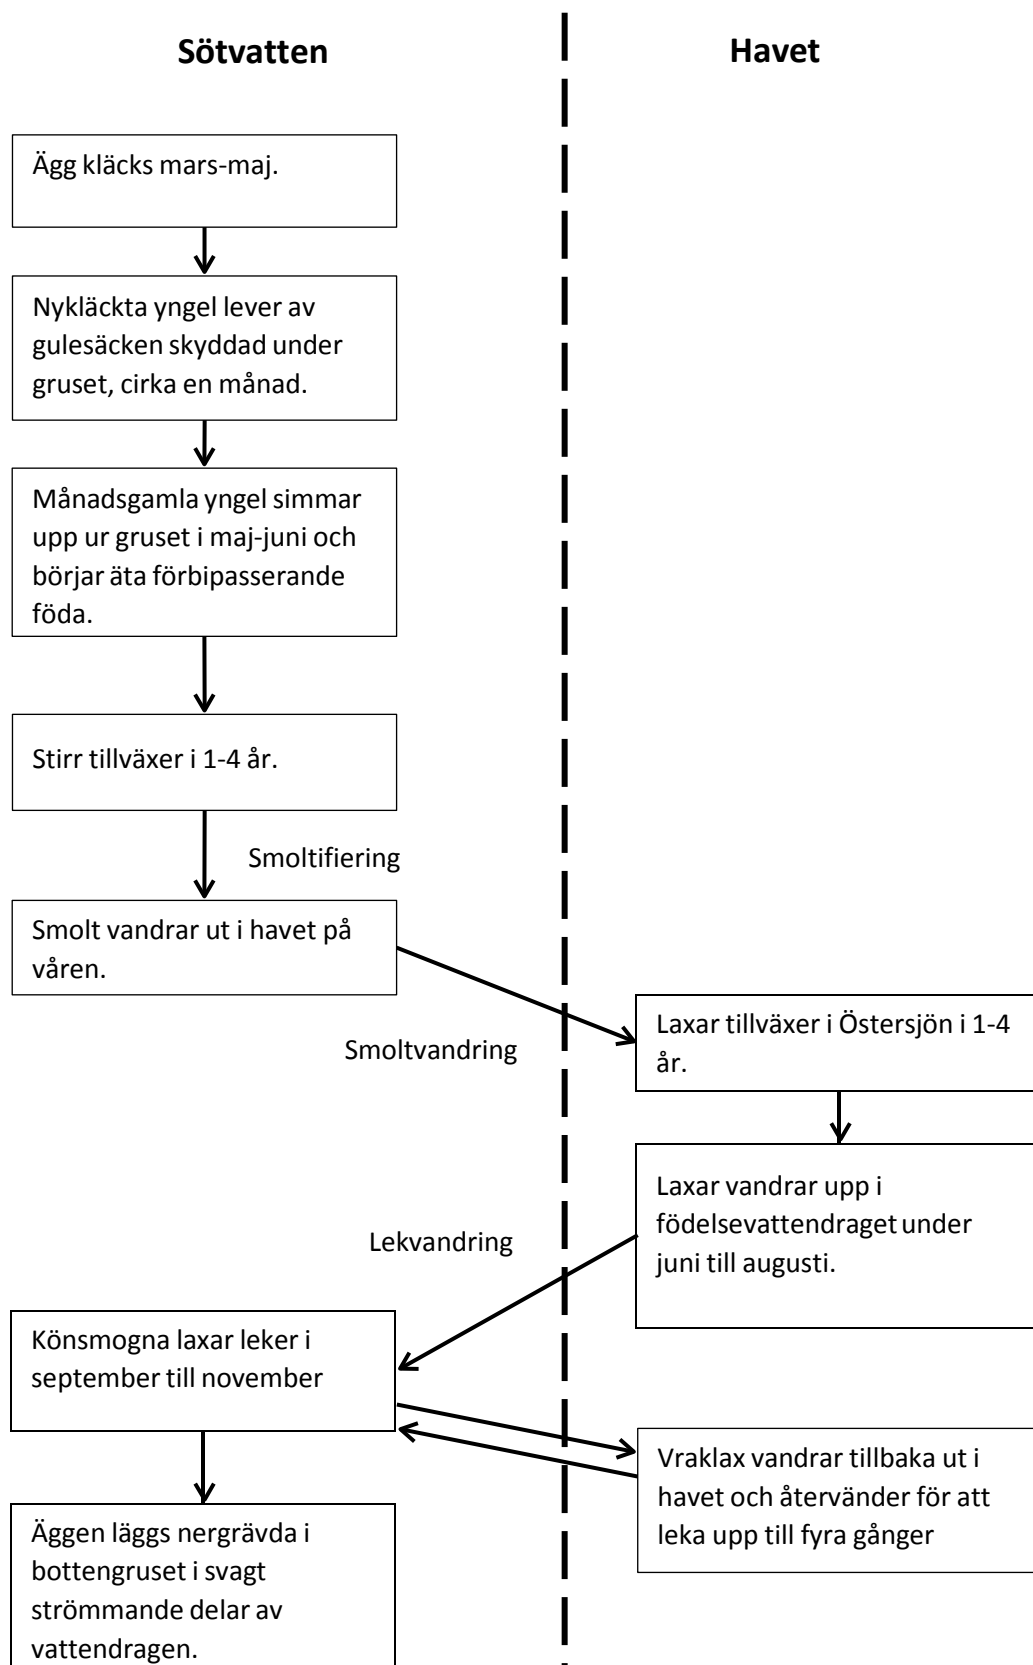 Sötvatten
Havet
Ägg kläcks mars-maj.
Nykläckta yngel lever av
gulesäcken skyddad under
gruset, cirka en månad.
Månadsgamla yngel simmar
upp ur gruset i maj-juni och
börjar äta förbipasserande
föda.
Stirr tillväxer i 1-4 år.
Smoltifiering
Smolt vandrar ut i havet på
våren.
Smoltvandring
Laxar tillväxer i Östersjön i 1-4
år.
Laxar vandrar upp i
födelsevattendraget under
juni till augusti.
Lekvandring
Könsmogna laxar leker i
september till november
Vraklax vandrar tillbaka ut i
havet och återvänder för att
leka upp till fyra gånger
Äggen läggs nergrävda i
bottengruset i svagt
strömmande delar av
vattendragen.